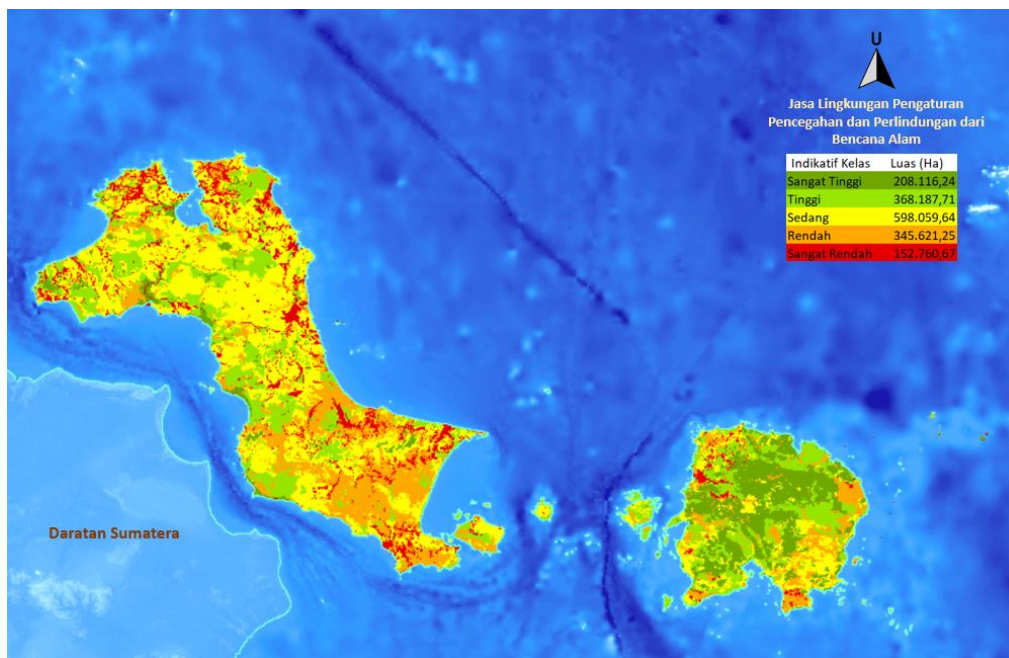 U
Jasa Lingkungan Pengaturan
Pencegahan dan Perlindungan dari
Bencana Alam
Indikatif Kelas Luas (Ha)
Sangat Tinggi 208.116,24
Tinggi 368.187,71
Sedang 598.059,64
Rendah 345.621,25
Sangat Rendah 152.760,67
Daratan Sumatera